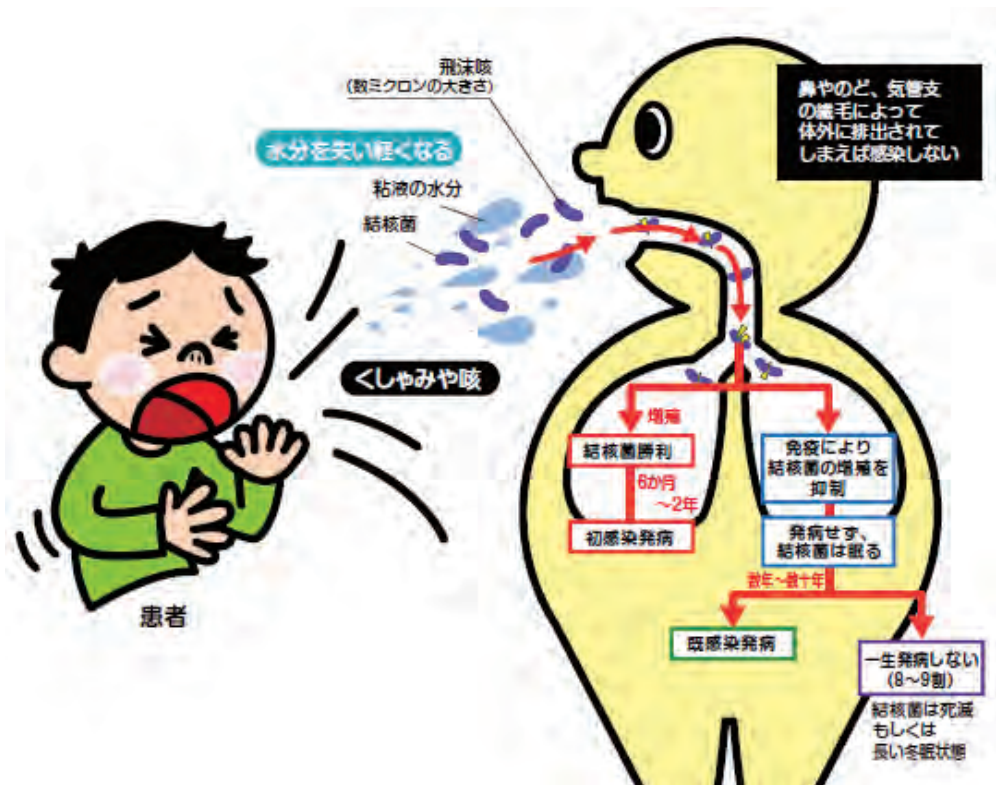 飛沫咳
(数ミクロンの大きさ)
水分を失い軽くなる
粘液の水分
結核菌
くしゃみや咳
患者
鼻やのど、気管支
の繊毛によって
体外に排出されて
しまえば感染しない
増殖
結核菌勝利
6か月
〜2年
初感染発病
免疫により
結核菌の増殖を
抑制
発病せず、
結核菌は眠る
数年〜数十年
既感染発病
一生発病しない
(8〜9割)
結核菌は死滅
もしくは
長い冬眠状態